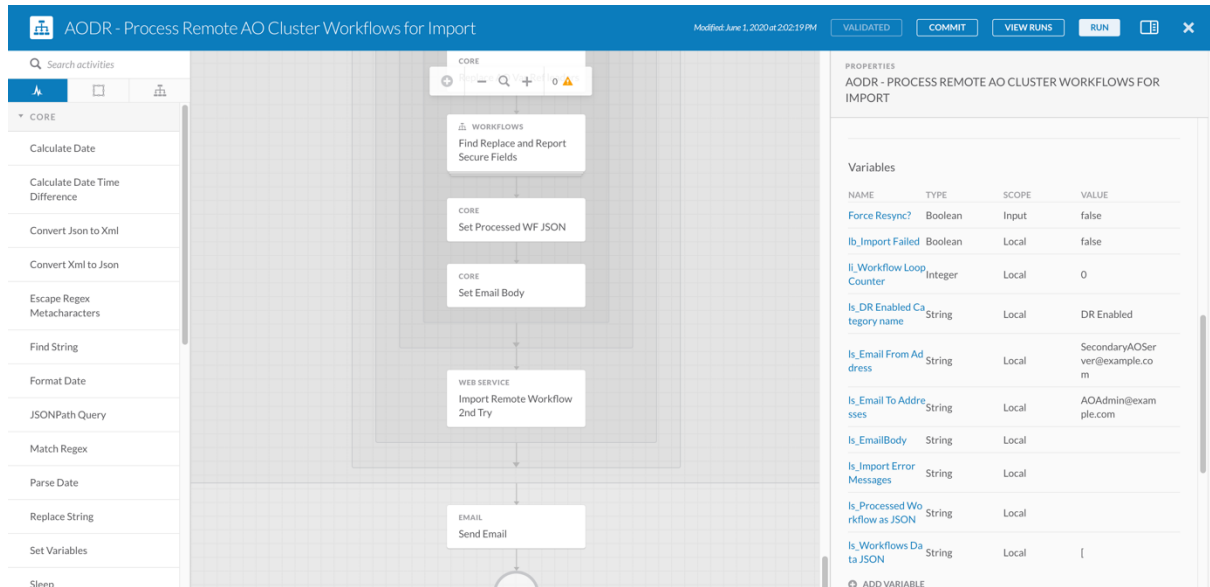 AODR - Process Remote AO Cluster Workflows for Import
Modified: June 1, 2020 at 2:02:19 PM
VALIDATED
COMMIT
VIEW RUNS
RUN
Search activities
CORE
Calculate Date
Calculate Date Time
Difference
Convert Json to Xml
Convert Xml to Json
Escape Regex
Metacharacters
Find String
Format Date
JSONPath Query
Match Regex
Parse Date
Replace String
Set Variables
Sleep
CORE
0
WORKFLOWS
Find Replace and Report
Secure Fields
CORE
Set Processed WF JSON
CORE
Set Email Body
WEB SERVICE
Import Remote Workflow
2nd Try
EMAIL
Send Email
PROPERTIES
AODR - PROCESS REMOTE AO CLUSTER WORKFLOWS FOR
IMPORT
Variables
NAME TYPE SCOPE VALUE
Force Resync? Boolean Input false
lb_Import Failed Boolean Local false
li_Workflow Loop
Counter Integer Local 0
ls_DR Enabled Ca
tegory name String Local DR Enabled
ls_Email From Ad
dress String Local SecondaryAOSer
ver@example.co
m
ls_Email To Addre
sses String Local AOAdmin@exam
ple.com
ls_EmailBody String Local
ls_Import Error
Messages String Local
ls_Processed Wo
rkflow as JSON String Local
ls_Workflows Da
ta JSON String Local [
ADD VARIABLE